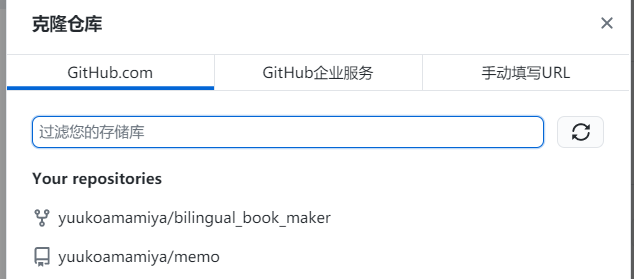 克隆仓库
GitHub.com
GitHub企业服务
手动填写URL
过滤您的存储库
Your repositories
yuukoamamiya/bilingual_book_maker
yuukoamamiya/memo